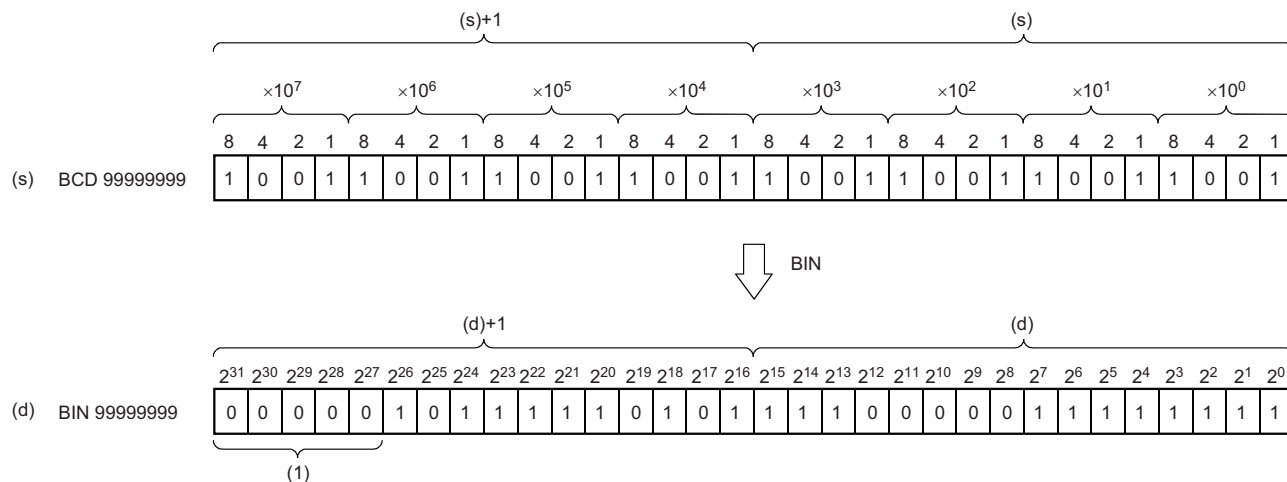 (s)+1 (s)
×10⁷ ×10⁶ ×10⁵ ×10⁴ ×10³ ×10² ×10¹ ×10⁰
8 4 2 1 8 4 2 1 8 4 2 1 8 4 2 1 8 4 2 1 8 4 2 1 8 4 2 1 8 4 2 1
(s) BCD 99999999 1 0 0 1 1 0 0 1 1 0 0 1 1 0 0 1 1 0 0 1 1 0 0 1 1 0 0 1 1 0 0 1
BIN
(d)+1 (d)
2³¹ 2³⁰ 2²⁹ 2²⁸ 2²⁷ 2²⁶ 2²⁵ 2²⁴ 2²³ 2²² 2²¹ 2²⁰ 2¹⁹ 2¹⁸ 2¹⁷ 2¹⁶ 2¹⁵ 2¹⁴ 2¹³ 2¹² 2¹¹ 2¹⁰ 2⁹ 2⁸ 2⁷ 2⁶ 2⁵ 2⁴ 2³ 2² 2¹ 2⁰
(d) BIN 99999999 0 0 0 0 0 1 0 1 1 1 1 1 0 1 0 1 1 1 1 0 0 0 0 0 1 1 1 1 1 1 1 1
(1)